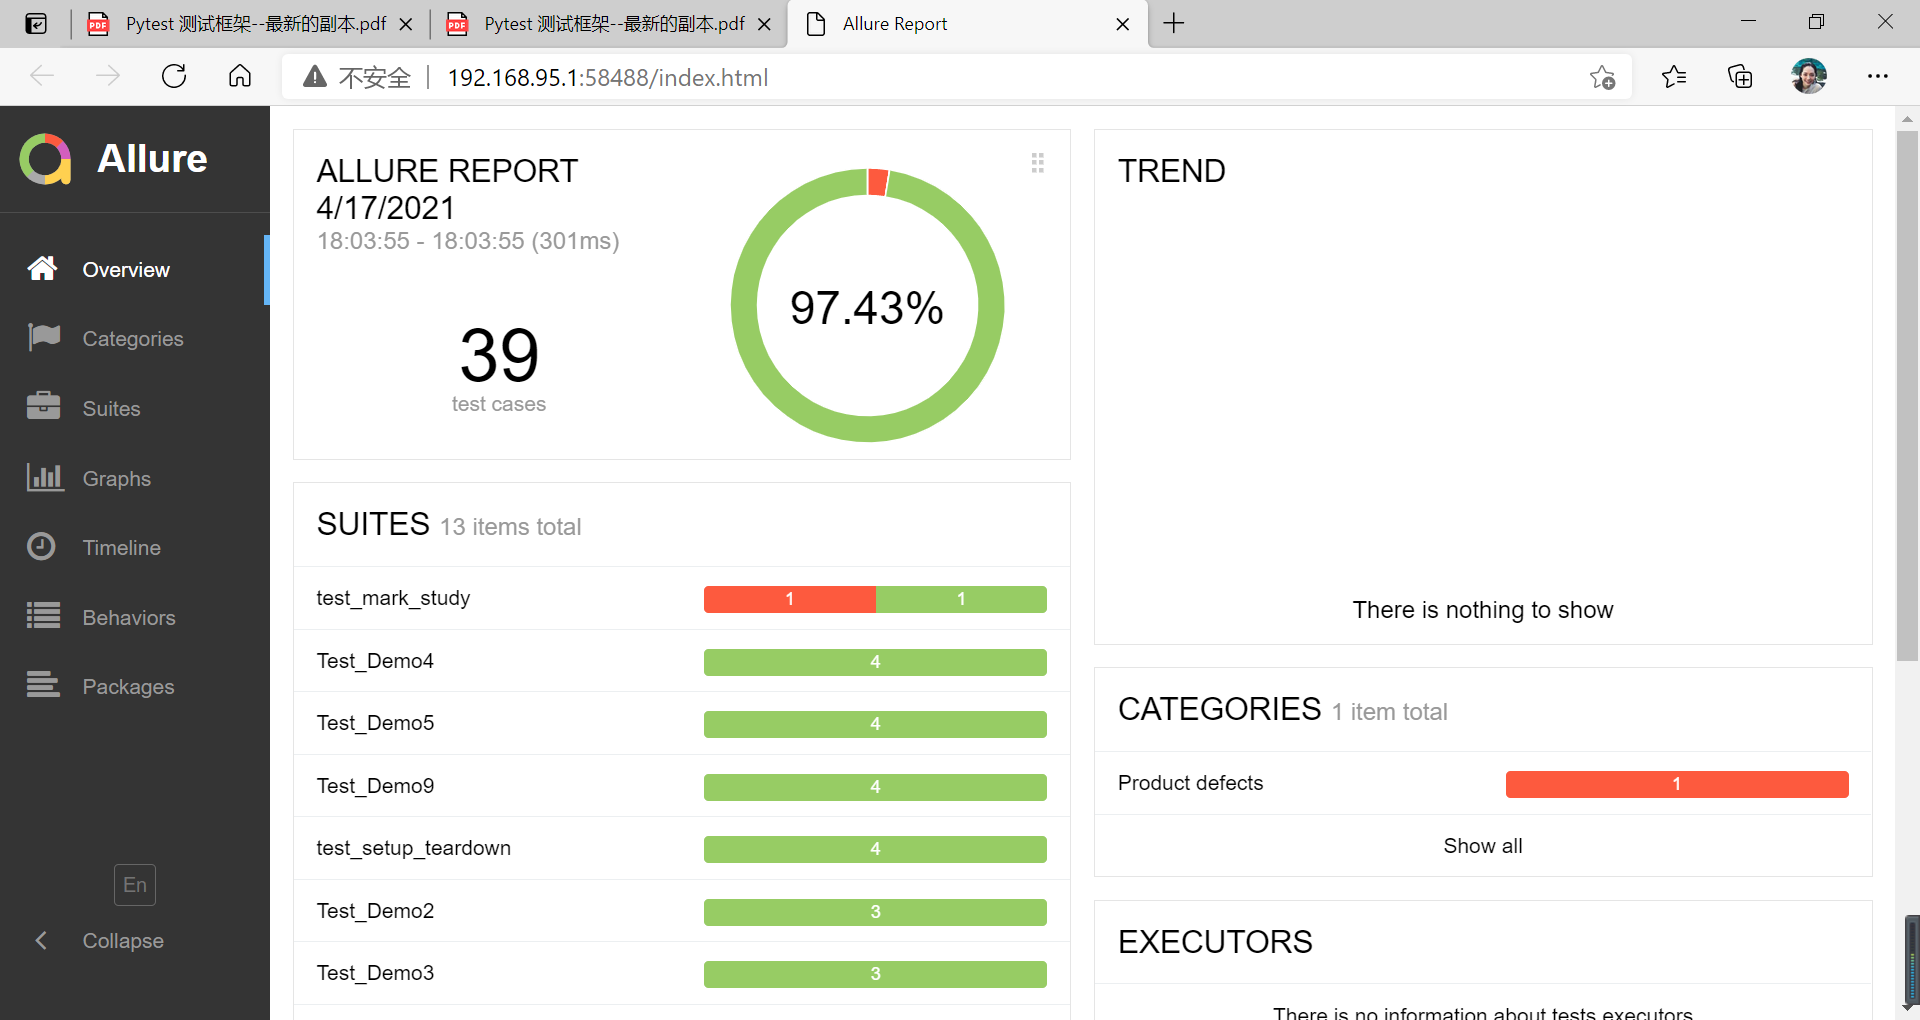 Pytest 测试框架--最新的副本.pdf
Pytest 测试框架--最新的副本.pdf
Allure Report
不安全
192.168.95.1:58488/index.html
Allure
Overview
Categories
Suites
Graphs
Timeline
Behaviors
Packages
En
Collapse
ALLURE REPORT
4/17/2021
18:03:55 - 18:03:55 (301ms)
39
test cases
97.43%
SUITES 13 items total
test_mark_study 1 1
Test_Demo4 4
Test_Demo5 4
Test_Demo9 4
test_setup_teardown 4
Test_Demo2 3
Test_Demo3 3
TREND
There is nothing to show
CATEGORIES 1 item total
Product defects 1
Show all
EXECUTORS
There is no information about tests executors